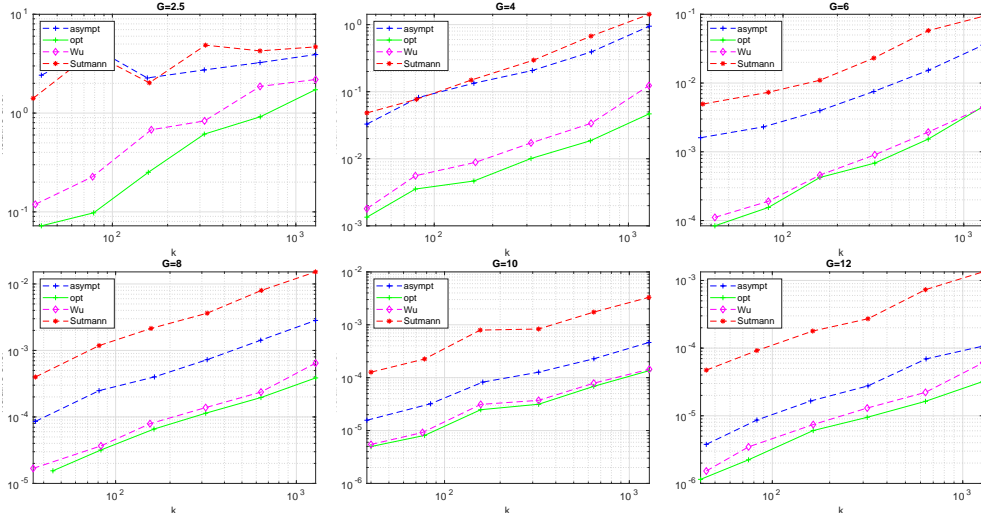 G=2.5
10^1
10^0
10^-1
asympt
opt
Wu
Sutmann
10^2
10^3
k
G=4
10^0
10^-1
10^-2
10^-3
asympt
opt
Wu
Sutmann
10^2
10^3
k
G=6
10^-1
10^-2
10^-3
10^-4
asympt
opt
Wu
Sutmann
10^2
10^3
k
G=8
10^-2
10^-3
10^-4
10^-5
asympt
opt
Wu
Sutmann
10^2
10^3
k
G=10
10^-2
10^-3
10^-4
10^-5
10^-6
asympt
opt
Wu
Sutmann
10^2
10^3
k
G=12
10^-3
10^-4
10^-5
10^-6
asympt
opt
Wu
Sutmann
10^2
10^3
k